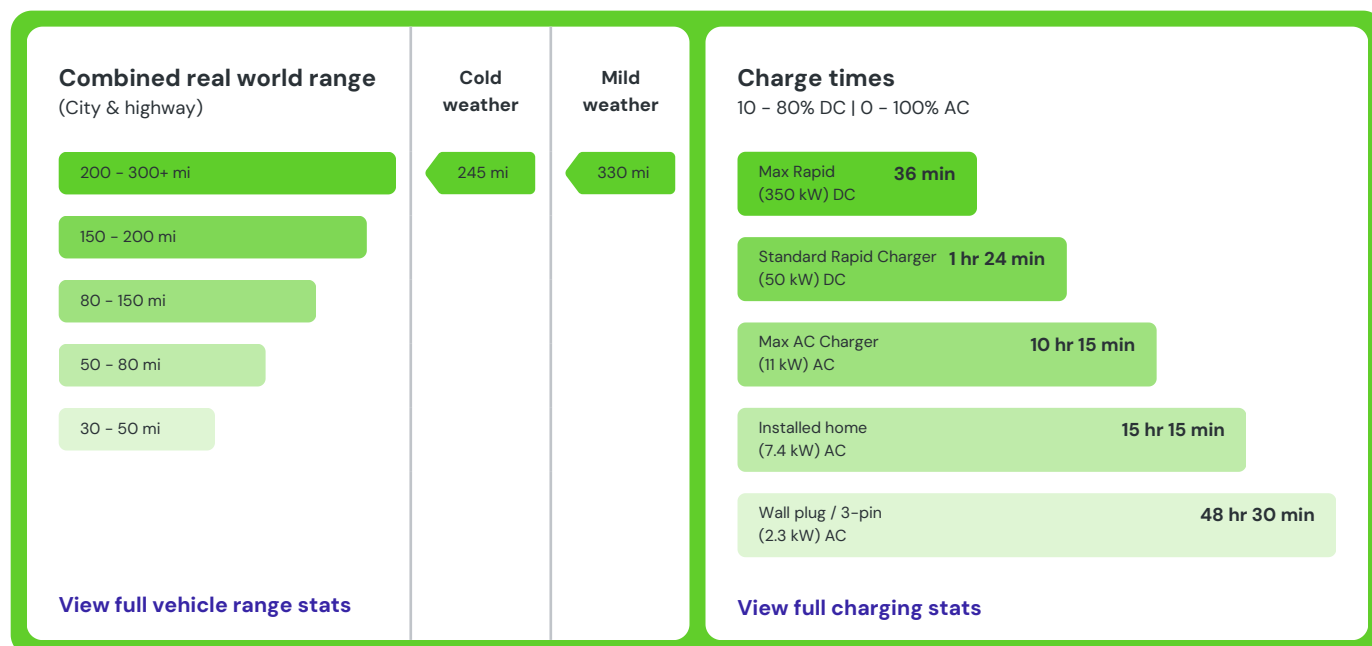 Combined real world range
(City & highway)
Cold
weather
Mild
weather
200 - 300+ mi
245 mi
330 mi
150 - 200 mi
80 - 150 mi
50 - 80 mi
30 - 50 mi
View full vehicle range stats
Charge times
10 - 80% DC | 0 - 100% AC
Max Rapid
(350 kW) DC
36 min
Standard Rapid Charger
(50 kW) DC
1 hr 24 min
Max AC Charger
(11 kW) AC
10 hr 15 min
Installed home
(7.4 kW) AC
15 hr 15 min
Wall plug / 3-pin
(2.3 kW) AC
48 hr 30 min
View full charging stats